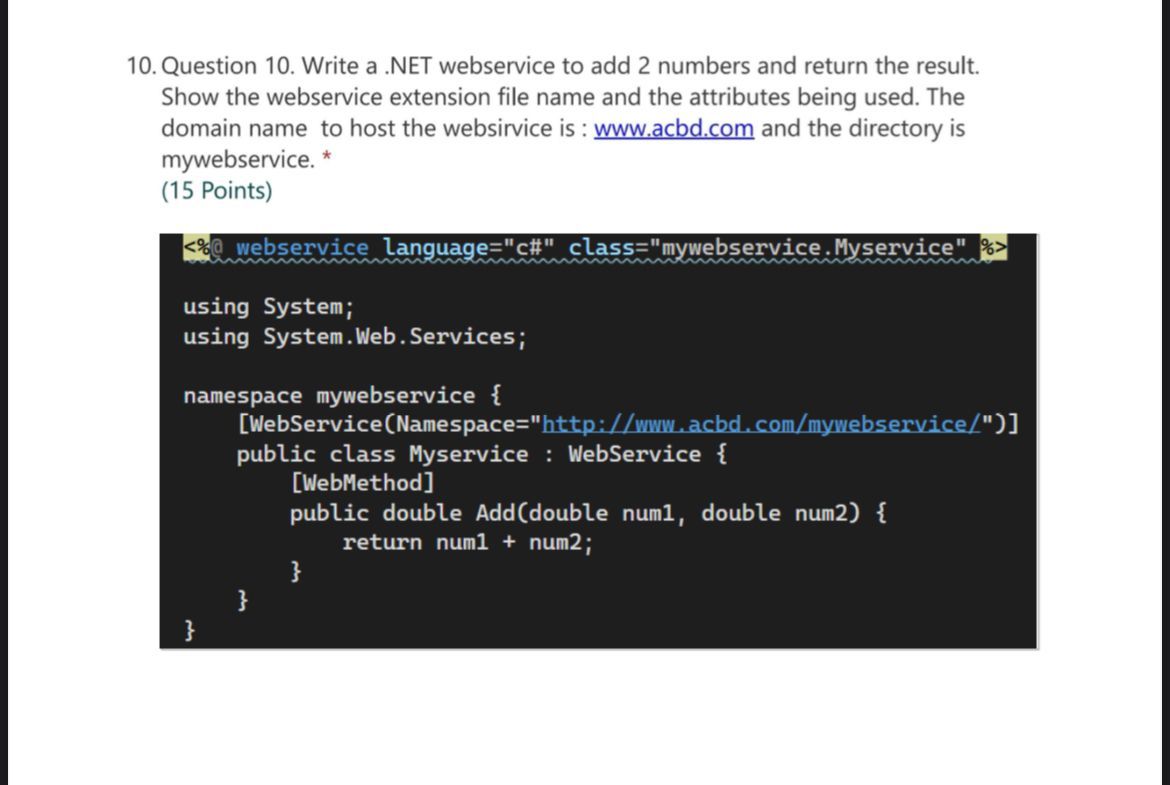 10. Question 10. Write a .NET webservice to add 2 numbers and return the result.
Show the webservice extension file name and the attributes being used. The
domain name  to host the websirvice is : www.acbd.com and the directory is
mywebservice. *
(15 Points)
<%@ webservice language="c#" class="mywebservice.Myservice" %>
using System;
using System.Web.Services;
namespace mywebservice {
    [WebService(Namespace="http://www.acbd.com/mywebservice/")]
    public class Myservice : WebService {
        [WebMethod]
        public double Add(double num1, double num2) {
            return num1 + num2;
        }
    }
}